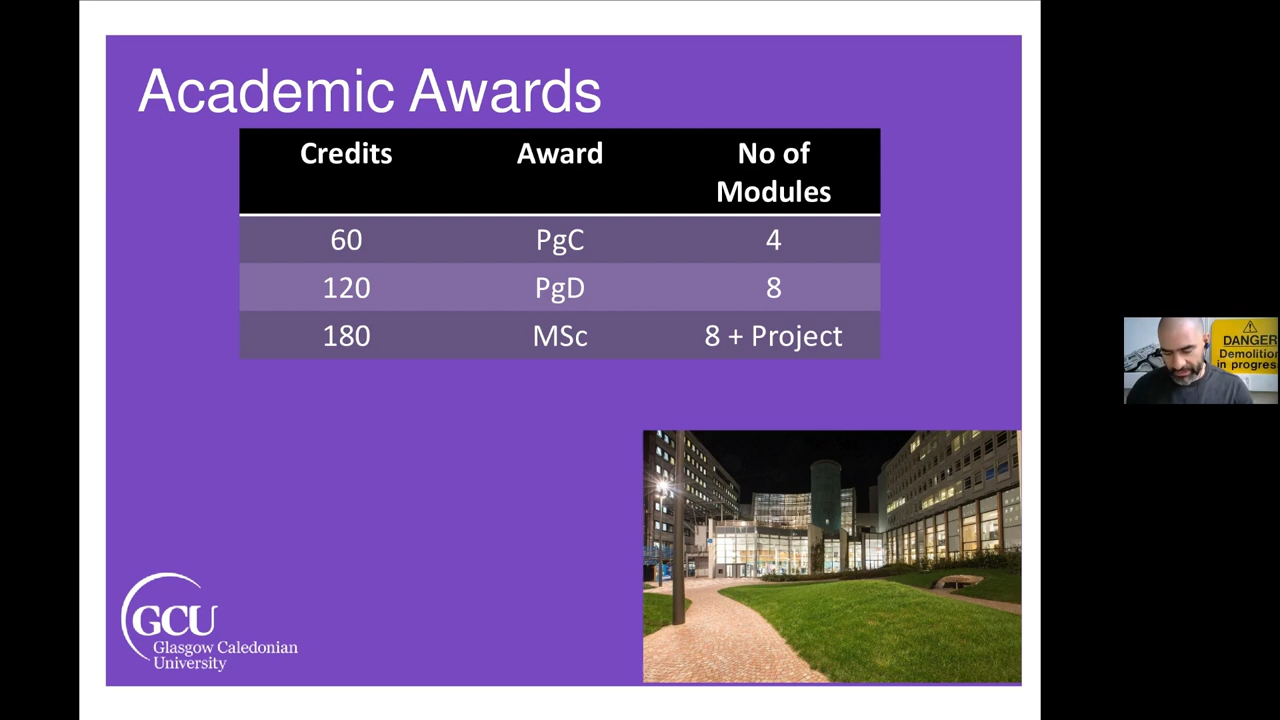 Academic Awards
Credits Award No of Modules
60 PgC 4
120 PgD 8
180 MSc 8 + Project
GCU
Glasgow Caledonian
University
DANGER
Demolition
in progress